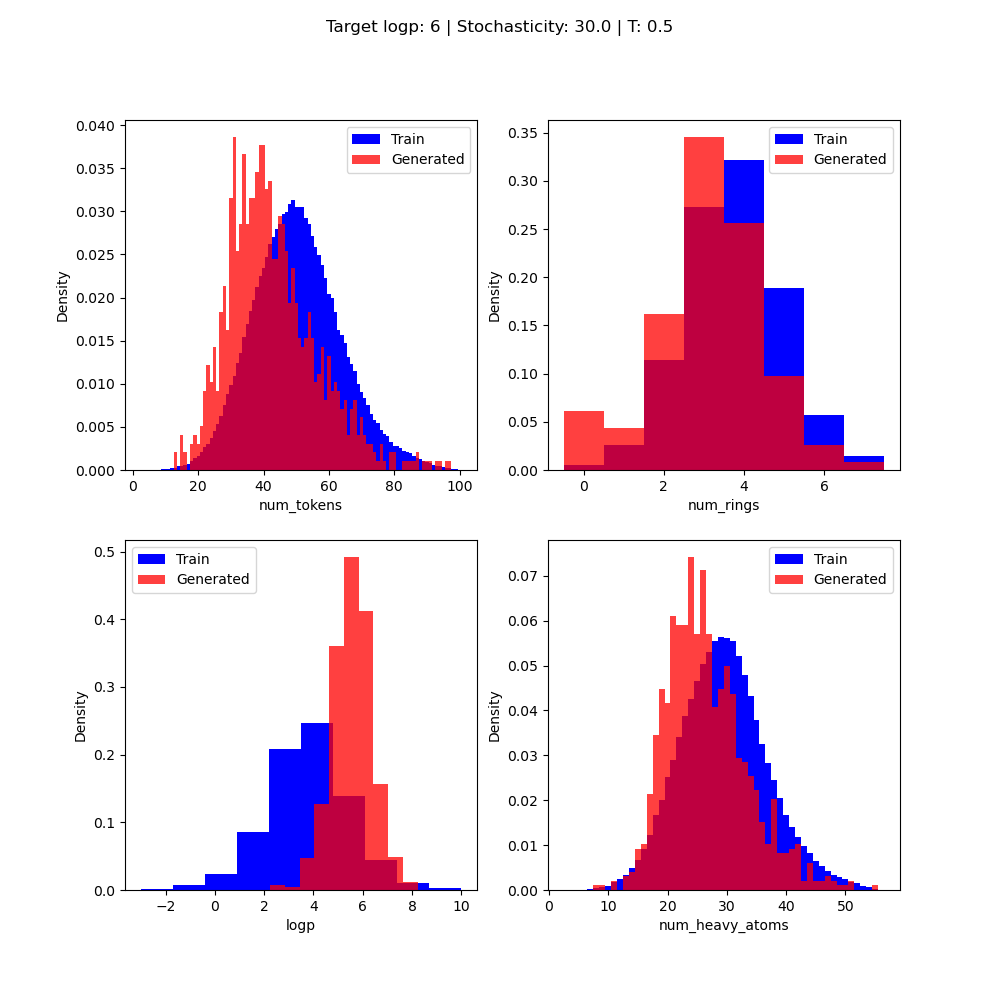 Target logp: 6 | Stochasticity: 30.0 | T: 0.5
0.040
0.035
0.030
0.025
0.020
0.015
0.010
0.005
0.000
Density
Train
Generated
0 20 40 60 80 100
num_tokens
0.35
0.30
0.25
0.20
0.15
0.10
0.05
0.00
Density
Train
Generated
0 2 4 6
num_rings
0.5
0.4
0.3
0.2
0.1
0.0
Density
Train
Generated
−2 0 2 4 6 8 10
logp
0.07
0.06
0.05
0.04
0.03
0.02
0.01
0.00
Density
Train
Generated
0 10 20 30 40 50
num_heavy_atoms